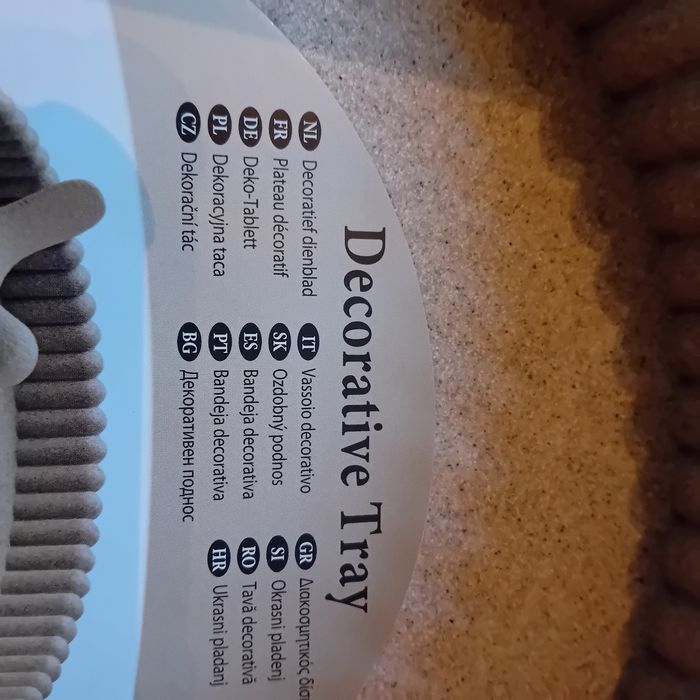 Decorative Tray
NL Decoratief dienblad
FR Plateau décoratif
DE Deko-Tablett
PL Dekoracyjna taca
CZ Dekorační tác
IT Vassoio decorativo
SK Ozdobný podnos
ES Bandeja decorativa
PT Bandeja decorativa
BG Декоративен поднос
GR Διακοσμητικός
SI Okrasni pladenj
RO Tavă decorativă
HR Ukrasni pladanj